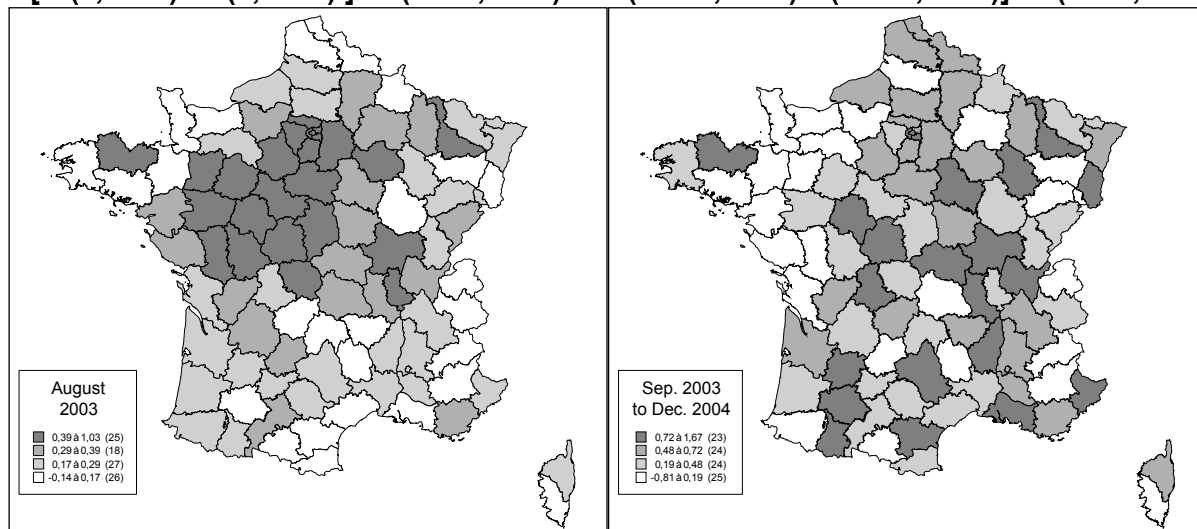 August
2003
0,39 à 1,03 (25)
0,29 à 0,39 (18)
0,17 à 0,29 (27)
-0,14 à 0,17 (26)
Sep. 2003
to Dec. 2004
0,72 à 1,67 (23)
0,48 à 0,72 (24)
0,19 à 0,48 (24)
-0,81 à 0,19 (25)